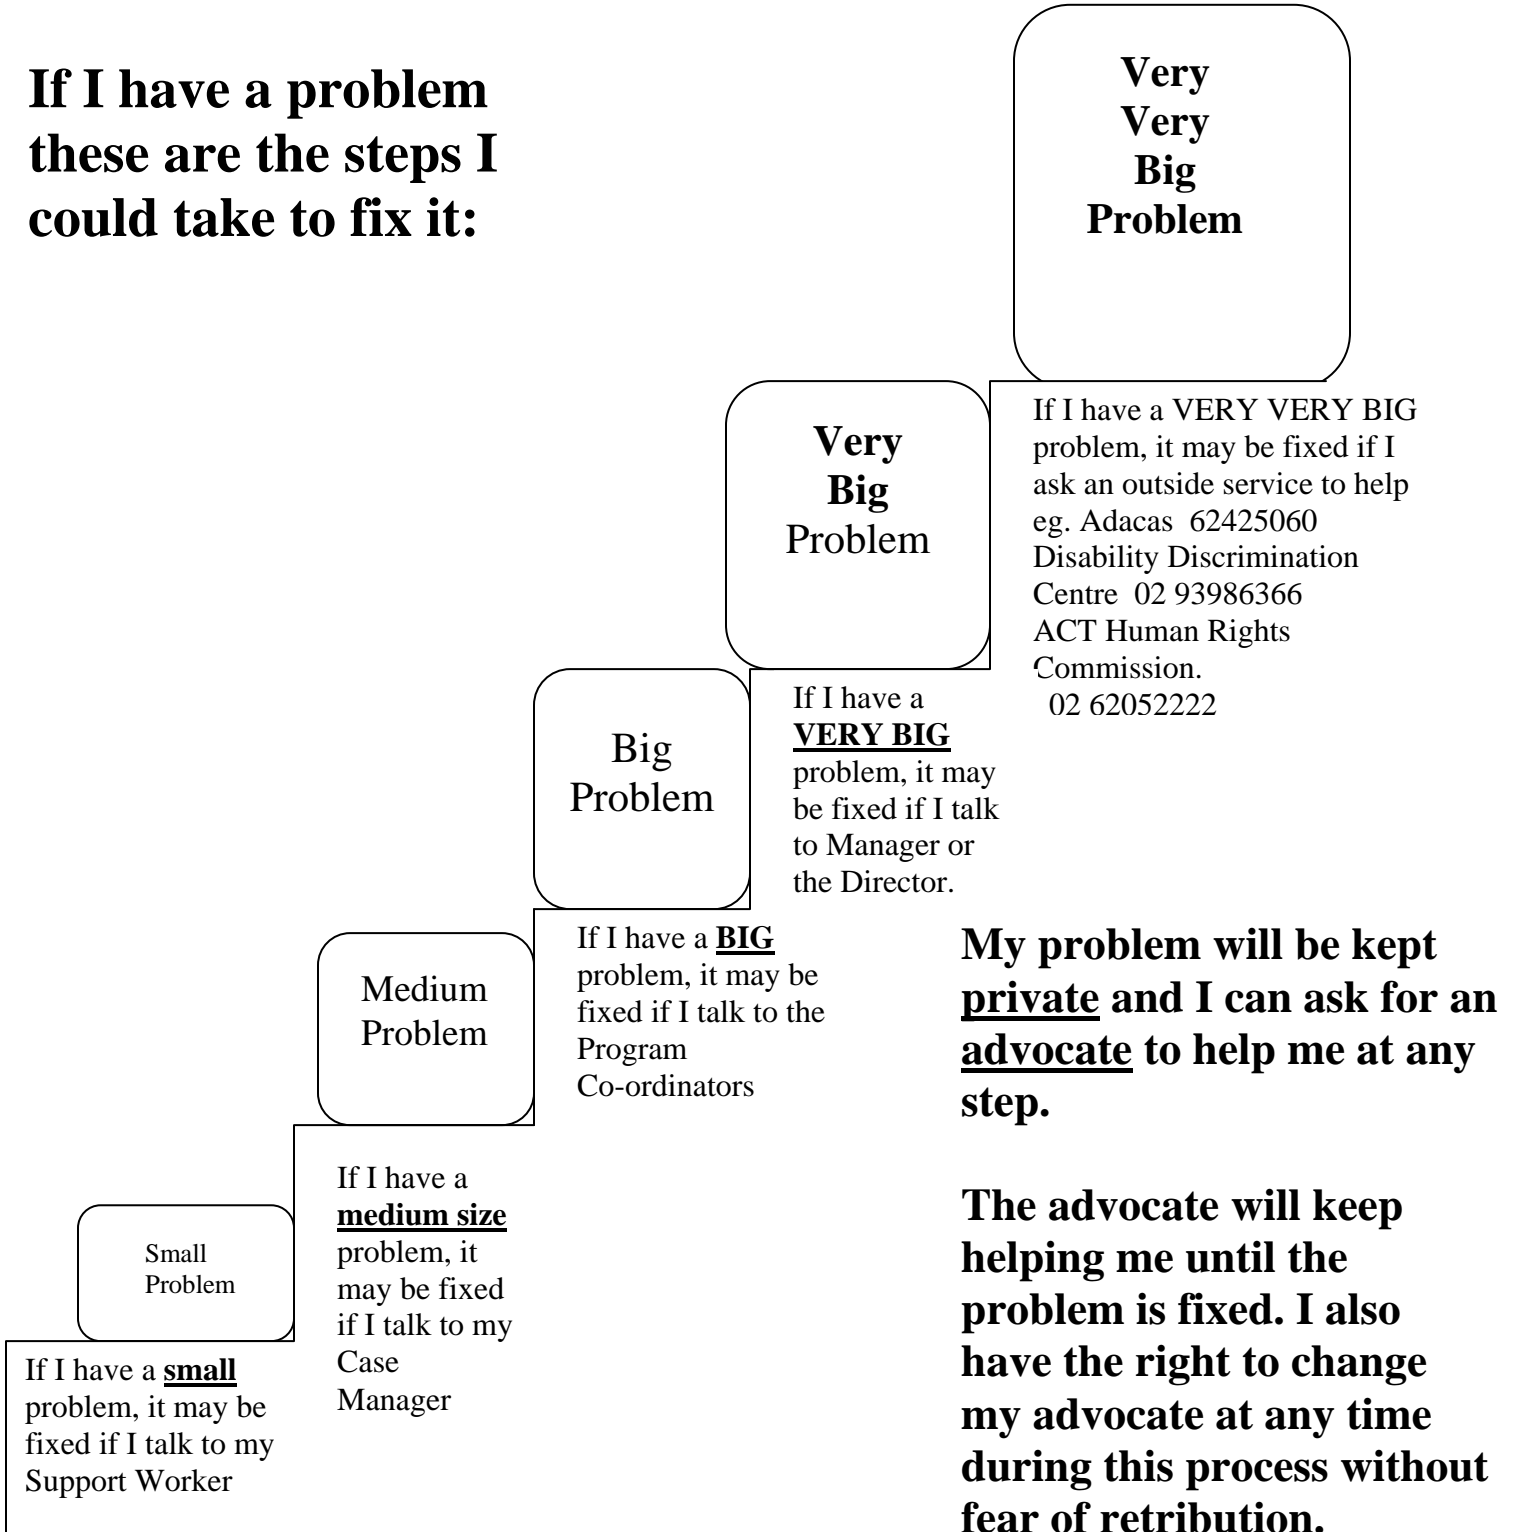 If I have a problem
these are the steps I
could take to fix it:
Very
Very
Big
Problem
If I have a VERY VERY BIG
problem, it may be fixed if I
ask an outside service to help
eg. Adacas  62425060
Disability Discrimination
Centre  02 93986366
ACT Human Rights
Commission.
02 62052222
Very
Big
Problem
If I have a
VERY BIG
problem, it may
be fixed if I talk
to Manager or
the Director.
Big
Problem
If I have a BIG
problem, it may be
fixed if I talk to the
Program
Co-ordinators
Medium
Problem
If I have a
medium size
problem, it
may be fixed
if I talk to my
Case
Manager
Small
Problem
If I have a small
problem, it may be
fixed if I talk to my
Support Worker
My problem will be kept
private and I can ask for an
advocate to help me at any
step.
The advocate will keep
helping me until the
problem is fixed. I also
have the right to change
my advocate at any time
during this process without
fear of retribution.